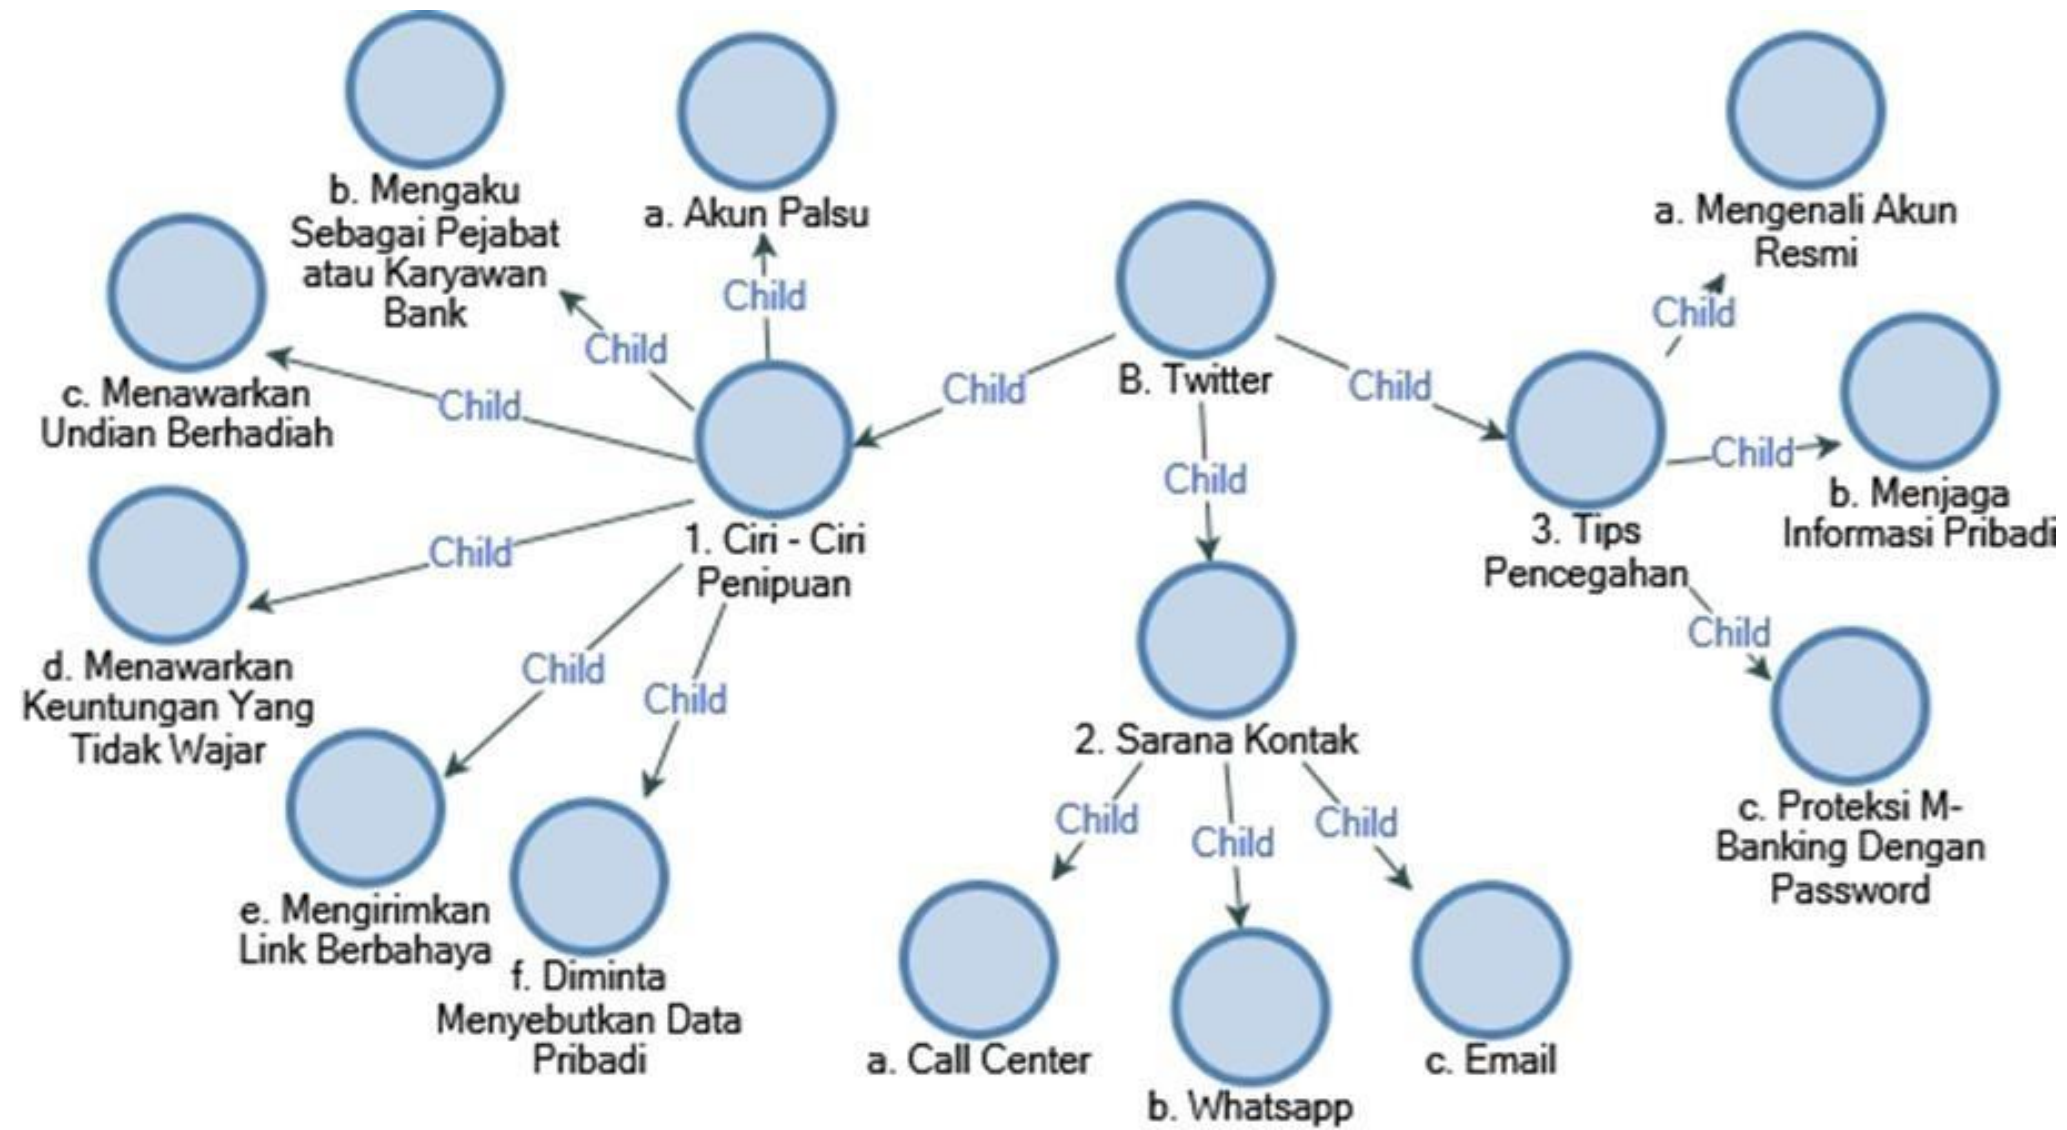 b. Mengaku
Sebagai Pejabat
atau Karyawan
Bank
a. Akun Palsu
a. Mengenali Akun
Resmi
Child
Child
Child
c. Menawarkan
Undian Berhadiah
Child
B. Twitter
Child
Child
Child
Child
Child
b. Menjaga
Informasi Pribadi
1. Ciri - Ciri
Penipuan
3. Tips
Pencegahan
Child
Child
d. Menawarkan
Keuntungan Yang
Tidak Wajar
Child
Child
2. Sarana Kontak
Child
Child
Child
c. Proteksi M-
Banking Dengan
Password
e. Mengirimkan
Link Berbahaya
f. Diminta
Menyebutkan Data
Pribadi
a. Call Center
b. Whatsapp
c. Email